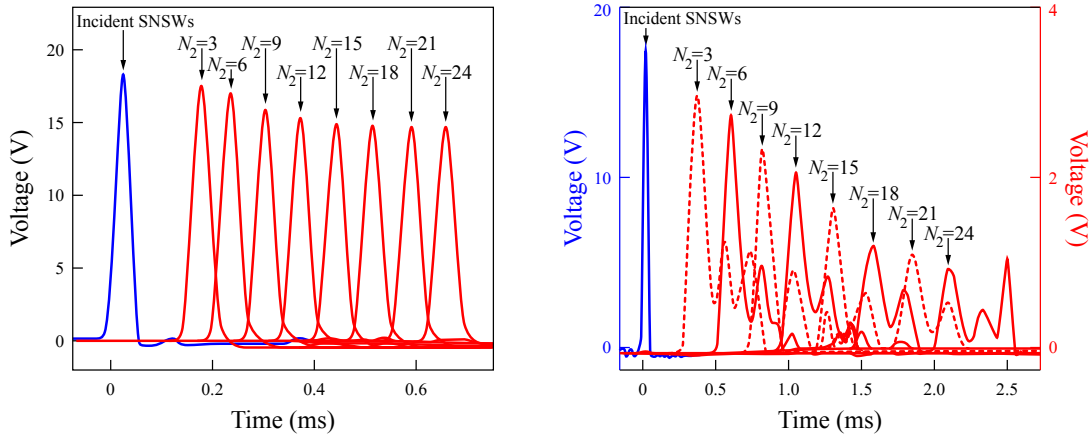 Incident SNSWs
N₂=3
N₂=9
N₂=15
N₂=21
N₂=6
N₂=12
N₂=18
N₂=24
20
15
10
5
0
Voltage (V)
0
0.2
0.4
0.6
Time (ms)
Incident SNSWs
N₂=3
N₂=6
N₂=9
N₂=12
N₂=15
N₂=18
N₂=21
N₂=24
20
10
0
Voltage (V)
4
2
0
Voltage (V)
0
0.5
1.0
1.5
2.0
2.5
Time (ms)